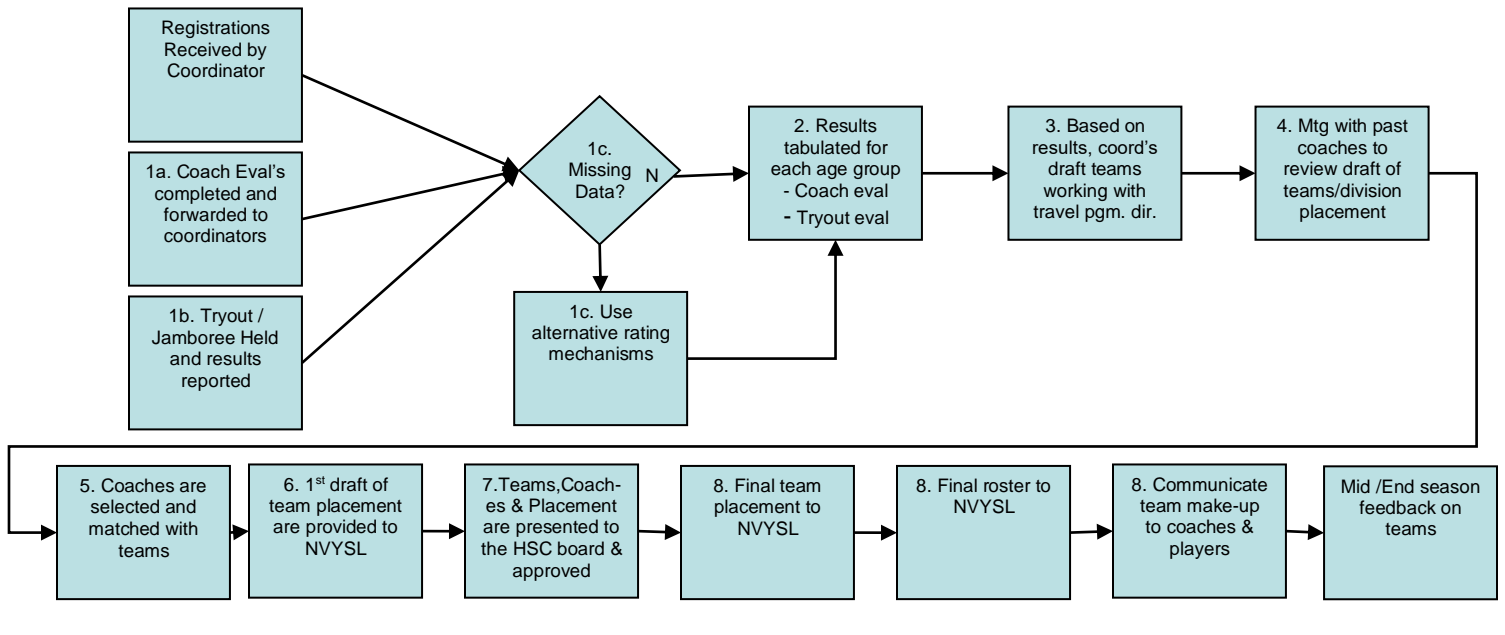 Registrations
Received by
Coordinator
1a. Coach Eval's
completed and
forwarded to
coordinators
1b. Tryout /
Jamboree Held
and results
reported
1c.
Missing
Data?
N
1c. Use
alternative rating
mechanisms
2. Results
tabulated for
each age group
- Coach eval
- Tryout eval
3. Based on
results, coord's
draft teams
working with
travel pgm. dir.
4. Mtg with past
coaches to
review draft of
teams/division
placement
5. Coaches are
selected and
matched with
teams
6. 1st draft of
team placement
are provided to
NVYSL
7.Teams,Coach-
es & Placement
are presented to
the HSC board &
approved
8. Final team
placement to
NVYSL
8. Final roster to
NVYSL
8. Communicate
team make-up
to coaches &
players
Mid /End season
feedback on
teams